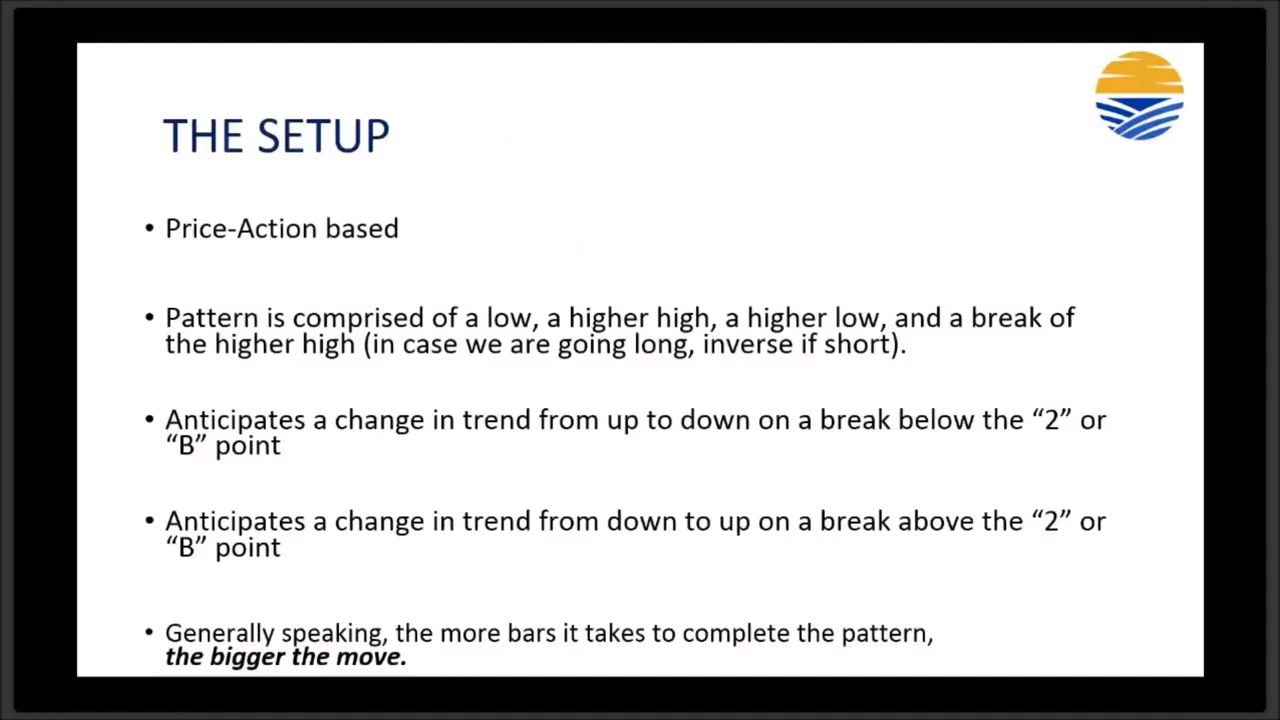 THE SETUP
• Price-Action based
• Pattern is comprised of a low, a higher high, a higher low, and a break of
the higher high (in case we are going long, inverse if short).
• Anticipates a change in trend from up to down on a break below the “2” or
“B” point
• Anticipates a change in trend from down to up on a break above the “2” or
“B” point
• Generally speaking, the more bars it takes to complete the pattern,
the bigger the move.